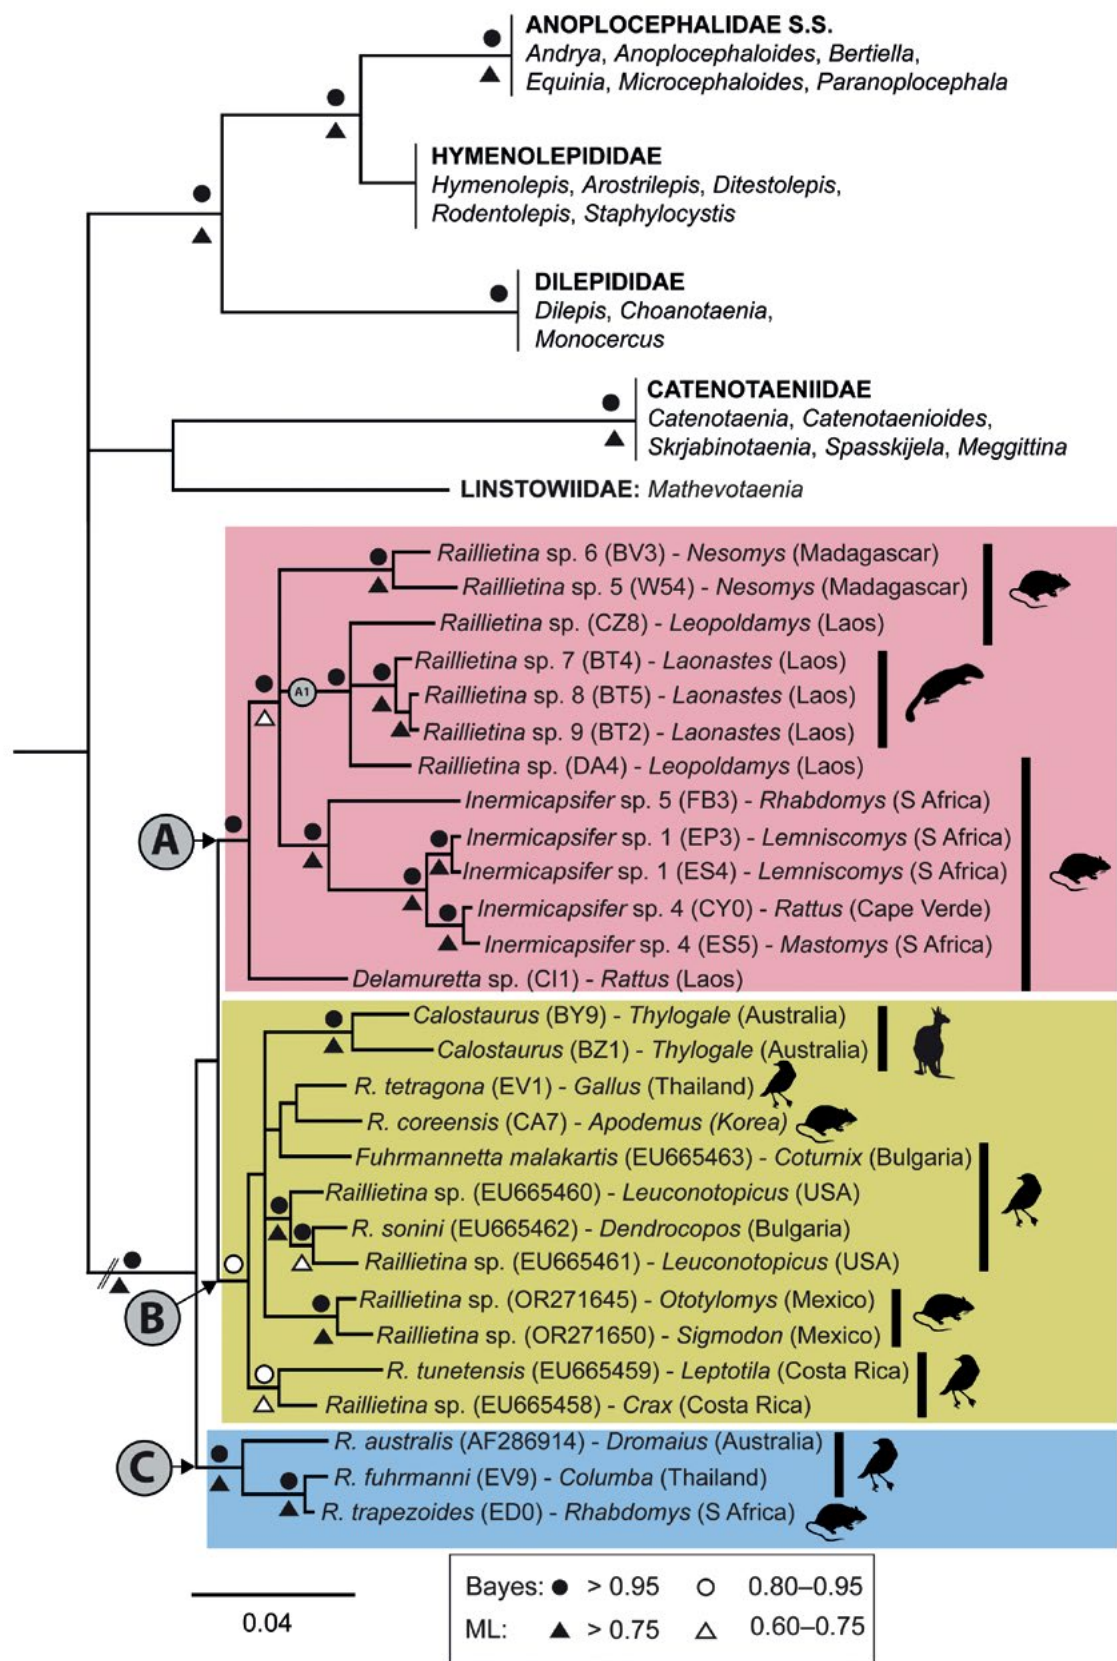 ANOPLOCEPHALIDAE S.S.
Andrya, Anoplocephaloides, Bertiella,
Equinia, Microcephaloides, Paranoplocephala
HYMENOLEPIDIDAE
Hymenolepis, Arostrilepis, Ditestolepis,
Rodentolepis, Staphylocystis
DILEPIDIDAE
Dilepis, Choanotaenia,
Monocercus
CATENOTAENIIDAE
Catenotaenia, Catenotaenioides,
Skrjabinotaenia, Spasskijela, Meggittina
LINSTOWIIDAE: Mathevotaenia
Raillietina sp. 6 (BV3) - Nesomys (Madagascar)
Raillietina sp. 5 (W54) - Nesomys (Madagascar)
Raillietina sp. (CZ8) - Leopoldamys (Laos)
Raillietina sp. 7 (BT4) - Laonastes (Laos)
A1
Raillietina sp. 8 (BT5) - Laonastes (Laos)
Raillietina sp. 9 (BT2) - Laonastes (Laos)
Raillietina sp. (DA4) - Leopoldamys (Laos)
Inermicapsifer sp. 5 (FB3) - Rhabdomys (S Africa)
A
Inermicapsifer sp. 1 (EP3) - Lemniscomys (S Africa)
Inermicapsifer sp. 1 (ES4) - Lemniscomys (S Africa)
Inermicapsifer sp. 4 (CY0) - Rattus (Cape Verde)
Inermicapsifer sp. 4 (ES5) - Mastomys (S Africa)
Delamuretta sp. (CI1) - Rattus (Laos)
Calostaurus (BY9) - Thylogale (Australia)
Calostaurus (BZ1) - Thylogale (Australia)
R. tetragona (EV1) - Gallus (Thailand)
R. coreensis (CA7) - Apodemus (Korea)
Fuhrmannetta malakartis (EU665463) - Coturnix (Bulgaria)
Raillietina sp. (EU665460) - Leuconotopicus (USA)
R. sonini (EU665462) - Dendrocopos (Bulgaria)
Raillietina sp. (EU665461) - Leuconotopicus (USA)
B
Raillietina sp. (OR271645) - Ototylomys (Mexico)
Raillietina sp. (OR271650) - Sigmodon (Mexico)
R. tunetensis (EU665459) - Leptotila (Costa Rica)
Raillietina sp. (EU665458) - Crax (Costa Rica)
R. australis (AF286914) - Dromaius (Australia)
C
R. fuhrmanni (EV9) - Columba (Thailand)
R. trapezoides (ED0) - Rhabdomys (S Africa)
Bayes: ● > 0.95 ○ 0.80–0.95
ML: ▲ > 0.75 △ 0.60–0.75
0.04